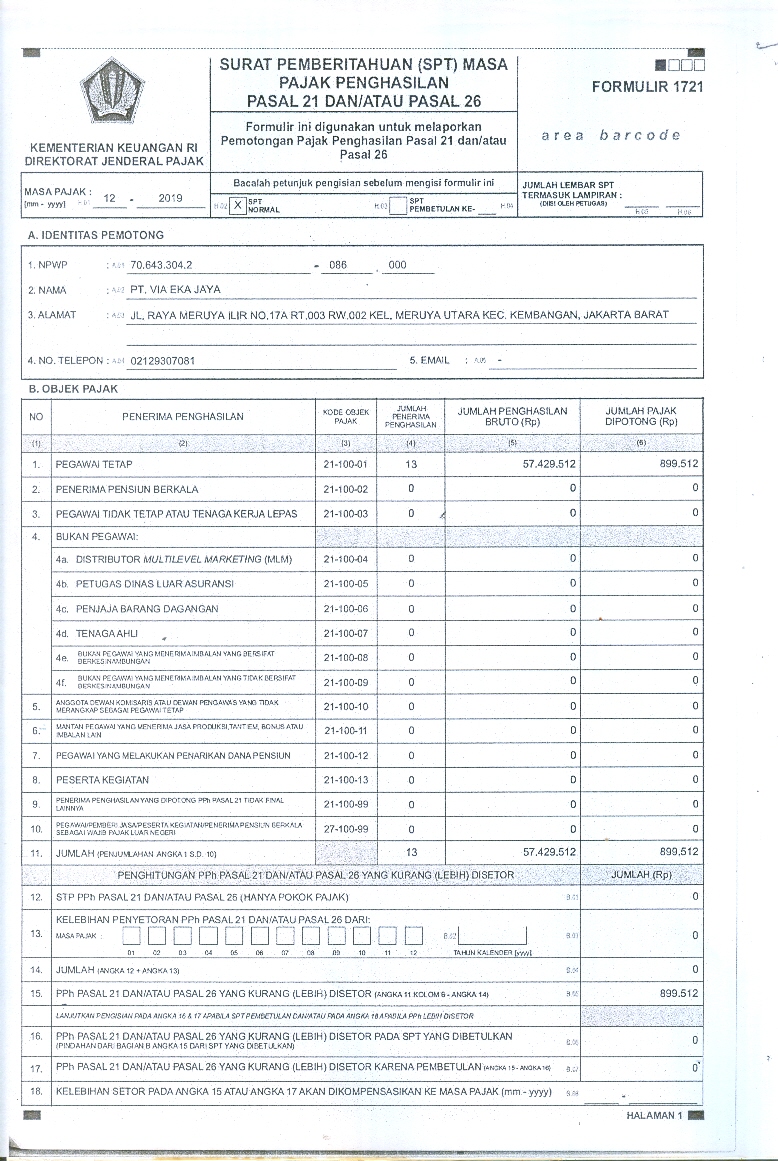 SURAT PEMBERITAHUAN (SPT) MASA
PAJAK PENGHASILAN
PASAL 21 DAN/ATAU PASAL 26
Formulir ini digunakan untuk melaporkan
Pemotongan Pajak Penghasilan Pasal 21 dan/atau
Pasal 26
FORMULIR 1721
area barcode
KEMENTERIAN KEUANGAN RI
DIREKTORAT JENDERAL PAJAK
MASA PAJAK :
[mm - yyyy] H.01 12 - 2019
Bacalah petunjuk pengisian sebelum mengisi formulir ini
H.02 X SPT NORMAL H.03 SPT PEMBETULAN KE- H.04
JUMLAH LEMBAR SPT
TERMASUK LAMPIRAN :
(DIISI OLEH PETUGAS)
H.05 H.06
A. IDENTITAS PEMOTONG
1. NPWP : A.01 70.643.304.2 - 086 . 000
2. NAMA : A.02 PT. VIA EKA JAYA
3. ALAMAT : A.03 JL. RAYA MERUYA ILIR NO.17A RT.003 RW.002 KEL. MERUYA UTARA KEC. KEMBANGAN, JAKARTA BARAT
4. NO. TELEPON : A.04 02129307081 5. EMAIL : A.05 -
B. OBJEK PAJAK
NO PENERIMA PENGHASILAN KODE OBJEK PAJAK JUMLAH PENERIMA PENGHASILAN JUMLAH PENGHASILAN BRUTO (Rp) JUMLAH PAJAK DIPOTONG (Rp)
(1) (2) (3) (4) (5) (6)
1. PEGAWAI TETAP 21-100-01 13 57.429.512 899.512
2. PENERIMA PENSIUN BERKALA 21-100-02 0 0 0
3. PEGAWAI TIDAK TETAP ATAU TENAGA KERJA LEPAS 21-100-03 0 0 0
4. BUKAN PEGAWAI:
4a. DISTRIBUTOR MULTILEVEL MARKETING (MLM) 21-100-04 0 0 0
4b. PETUGAS DINAS LUAR ASURANSI 21-100-05 0 0 0
4c. PENJAJA BARANG DAGANGAN 21-100-06 0 0 0
4d. TENAGA AHLI 21-100-07 0 0 0
4e. BUKAN PEGAWAI YANG MENERIMA IMBALAN YANG BERSIFAT BERKESINAMBUNGAN 21-100-08 0 0 0
4f. BUKAN PEGAWAI YANG MENERIMA IMBALAN YANG TIDAK BERSIFAT BERKESINAMBUNGAN 21-100-09 0 0 0
5. ANGGOTA DEWAN KOMISARIS ATAU DEWAN PENGAWAS YANG TIDAK MERANGKAP SEBAGAI PEGAWAI TETAP 21-100-10 0 0 0
6. MANTAN PEGAWAI YANG MENERIMA JASA PRODUKSI, TANTIEM, BONUS ATAU IMBALAN LAIN 21-100-11 0 0 0
7. PEGAWAI YANG MELAKUKAN PENARIKAN DANA PENSIUN 21-100-12 0 0 0
8. PESERTA KEGIATAN 21-100-13 0 0 0
9. PENERIMA PENGHASILAN YANG DIPOTONG PPh PASAL 21 TIDAK FINAL LAINNYA 21-100-99 0 0 0
10. PEGAWAI/PEMBERI JASA/PESERTA KEGIATAN/PENERIMA PENSIUN BERKALA SEBAGAI WAJIB PAJAK LUAR NEGERI 27-100-99 0 0 0
11. JUMLAH (PENJUMLAHAN ANGKA 1 S.D. 10) 13 57.429.512 899.512
PENGHITUNGAN PPh PASAL 21 DAN/ATAU PASAL 26 YANG KURANG (LEBIH) DISETOR JUMLAH (Rp)
12. STP PPh PASAL 21 DAN/ATAU PASAL 26 (HANYA POKOK PAJAK) B.01 0
13. KELEBIHAN PENYETORAN PPh PASAL 21 DAN/ATAU PASAL 26 DARI:
MASA PAJAK : B.02 B.03 0
01 02 03 04 05 06 07 08 09 10 11 12 TAHUN KALENDER [yyyy]
14. JUMLAH (ANGKA 12 + ANGKA 13) B.04 0
15. PPh PASAL 21 DAN/ATAU PASAL 26 YANG KURANG (LEBIH) DISETOR (ANGKA 11 KOLOM 6 - ANGKA 14) B.05 899.512
LANJUTKAN PENGISIAN PADA ANGKA 16 & 17 APABILA SPT PEMBETULAN DAN/ATAU PADA ANGKA 18 APABILA PPh LEBIH DISETOR
16. PPh PASAL 21 DAN/ATAU PASAL 26 YANG KURANG (LEBIH) DISETOR PADA SPT YANG DIBETULKAN
(PINDAHAN DARI BAGIAN B ANGKA 15 DARI SPT YANG DIBETULKAN) B.06 0
17. PPh PASAL 21 DAN/ATAU PASAL 26 YANG KURANG (LEBIH) DISETOR KARENA PEMBETULAN (ANGKA 15 - ANGKA 16) B.07 0
18. KELEBIHAN SETOR PADA ANGKA 15 ATAU ANGKA 17 AKAN DIKOMPENSASIKAN KE MASA PAJAK (mm - yyyy) B.08 -
HALAMAN 1